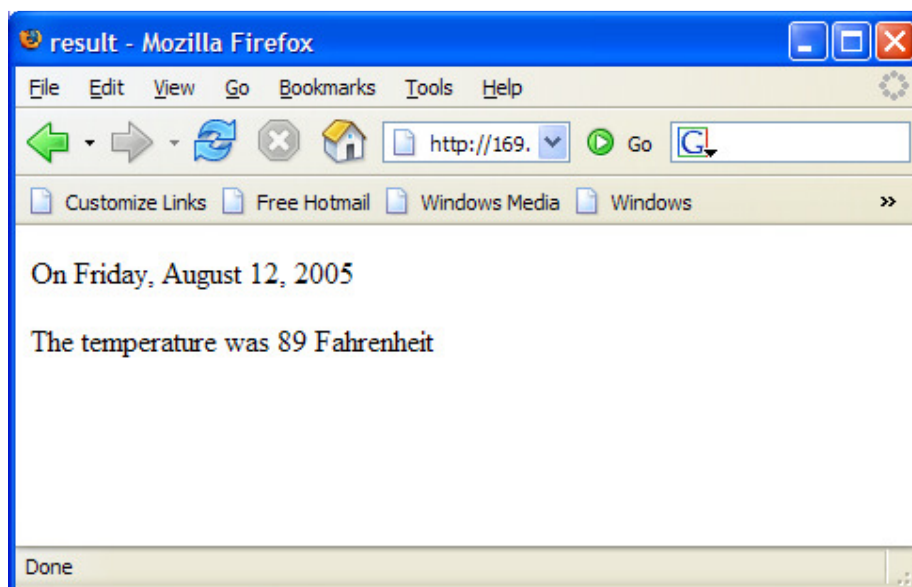 result - Mozilla Firefox
File Edit View Go Bookmarks Tools Help
http://169. Go G
Customize Links Free Hotmail Windows Media Windows »
On Friday, August 12, 2005
The temperature was 89 Fahrenheit
Done